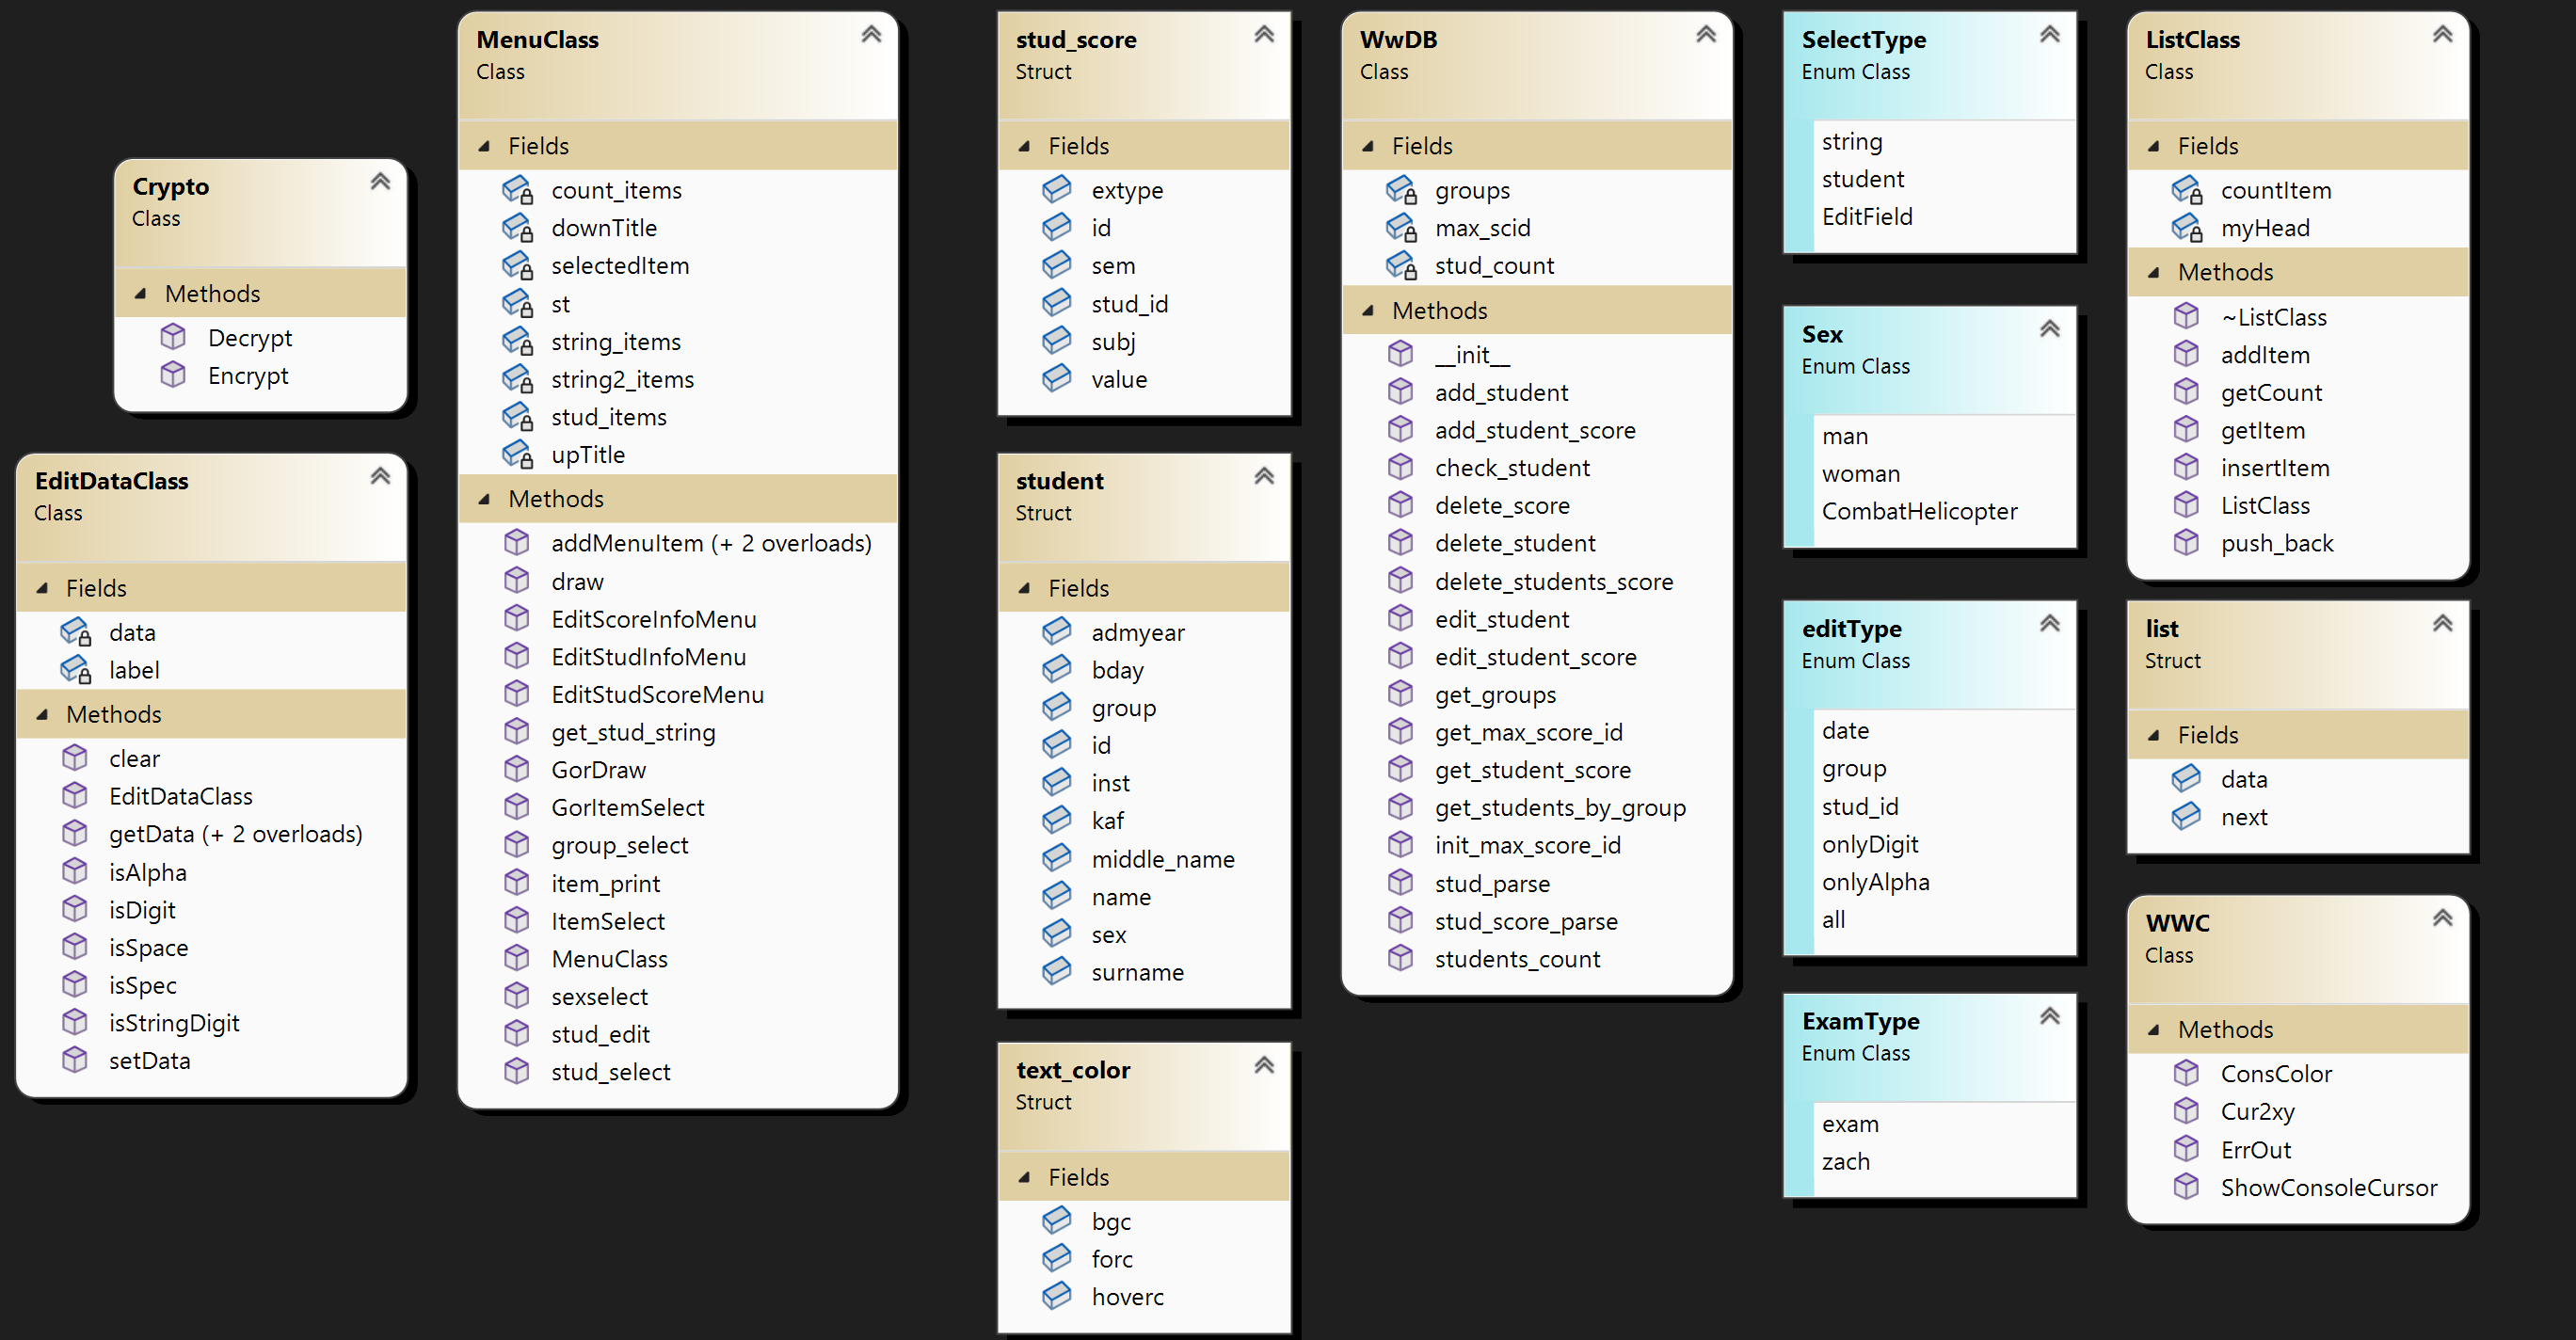 Crypto
Class
Methods
Decrypt
Encrypt
EditDataClass
Class
Fields
data
label
Methods
clear
EditDataClass
getData (+ 2 overloads)
isAlpha
isDigit
isSpace
isSpec
isStringDigit
setData
MenuClass
Class
Fields
count_items
downTitle
selectedItem
st
string_items
string2_items
stud_items
upTitle
Methods
addMenuItem (+ 2 overloads)
draw
EditScoreInfoMenu
EditStudInfoMenu
EditStudScoreMenu
get_stud_string
GorDraw
GorItemSelect
group_select
item_print
ItemSelect
MenuClass
sexselect
stud_edit
stud_select
stud_score
Struct
Fields
extype
id
sem
stud_id
subj
value
student
Struct
Fields
admyear
bday
group
id
inst
kaf
middle_name
name
sex
surname
text_color
Struct
Fields
bgc
forc
hoverc
WwDB
Class
Fields
groups
max_scid
stud_count
Methods
__init__
add_student
add_student_score
check_student
delete_score
delete_student
delete_students_score
edit_student
edit_student_score
get_groups
get_max_score_id
get_student_score
get_students_by_group
init_max_score_id
stud_parse
stud_score_parse
students_count
SelectType
Enum Class
string
student
EditField
Sex
Enum Class
man
woman
CombatHelicopter
editType
Enum Class
date
group
stud_id
onlyDigit
onlyAlpha
all
ExamType
Enum Class
exam
zach
ListClass
Class
Fields
countItem
myHead
Methods
~ListClass
addItem
getCount
getItem
insertItem
ListClass
push_back
list
Struct
Fields
data
next
WWC
Class
Methods
ConsColor
Cur2xy
ErrOut
ShowConsoleCursor